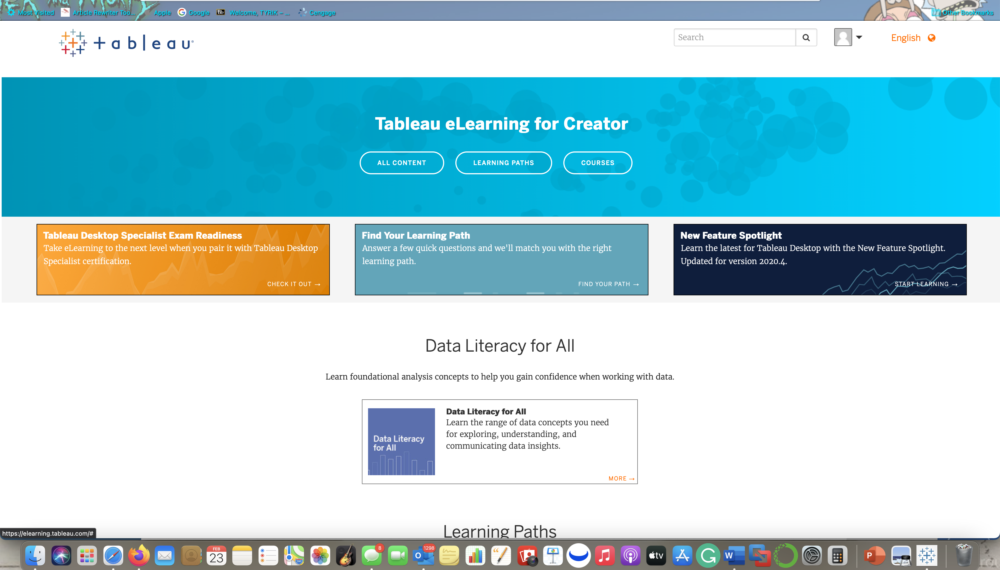 Most Visited
Article Rewriter Too...
Apple
Google
Bb
Welcome, TYRIK – ...
Cengage
Other Bookmarks
tableau®
Search
English
Tableau eLearning for Creator
ALL CONTENT
LEARNING PATHS
COURSES
Tableau Desktop Specialist Exam Readiness
Take eLearning to the next level when you pair it with Tableau Desktop
Specialist certification.
CHECK IT OUT →
Find Your Learning Path
Answer a few quick questions and we'll match you with the right
learning path.
FIND YOUR PATH →
New Feature Spotlight
Learn the latest for Tableau Desktop with the New Feature Spotlight.
Updated for version 2020.4.
START LEARNING →
Data Literacy for All
Learn foundational analysis concepts to help you gain confidence when working with data.
Data Literacy
for All
Data Literacy for All
Learn the range of data concepts you need
for exploring, understanding, and
communicating data insights.
MORE →
Learning Paths
https://elearning.tableau.com/#
FEB
23
280
8
O
1298
tv
G
W
P